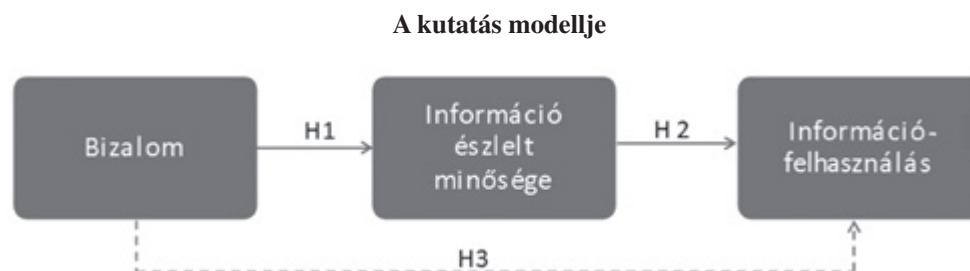 A kutatás modellje
Bizalom
H1
Információ
észlelt
minősége
H 2
Információ-
felhasználás
H3